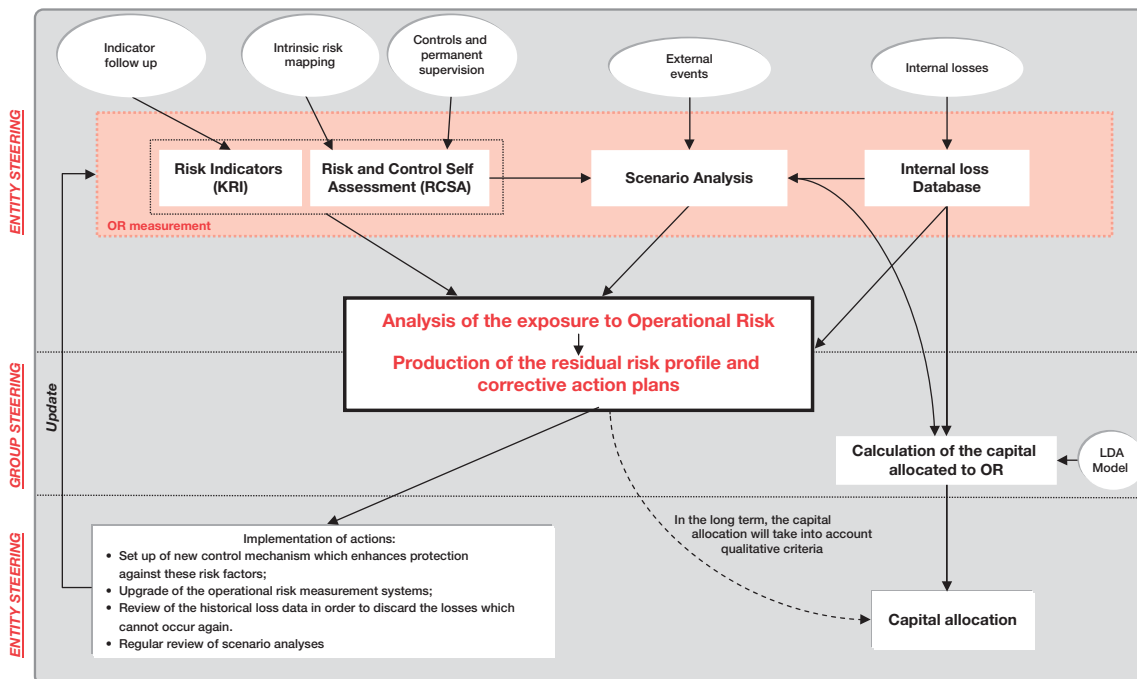 Indicator
follow up
Intrinsic risk
mapping
Controls and
permanent
supervision
External
events
Internal losses
ENTITY STEERING
Risk Indicators
(KRI)
Risk and Control Self
Assessment (RCSA)
Scenario Analysis
Internal loss
Database
OR measurement
Analysis of the exposure to Operational Risk
Production of the residual risk profile and
corrective action plans
GROUP STEERING
Update
Calculation of the capital
allocated to OR
LDA
Model
In the long term, the capital
allocation will take into account
qualitative criteria
ENTITY STEERING
Implementation of actions:
• Set up of new control mechanism which enhances protection
against these risk factors;
• Upgrade of the operational risk measurement systems;
• Review of the historical loss data in order to discard the losses which
cannot occur again.
• Regular review of scenario analyses
Capital allocation